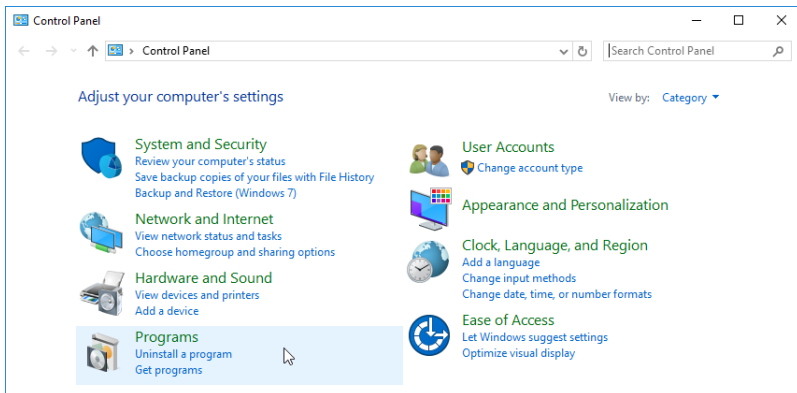 Control Panel
Control Panel
Search Control Panel
Adjust your computer's settings
View by: Category
System and Security
Review your computer's status
Save backup copies of your files with File History
Backup and Restore (Windows 7)
Network and Internet
View network status and tasks
Choose homegroup and sharing options
Hardware and Sound
View devices and printers
Add a device
Programs
Uninstall a program
Get programs
User Accounts
Change account type
Appearance and Personalization
Clock, Language, and Region
Add a language
Change input methods
Change date, time, or number formats
Ease of Access
Let Windows suggest settings
Optimize visual display